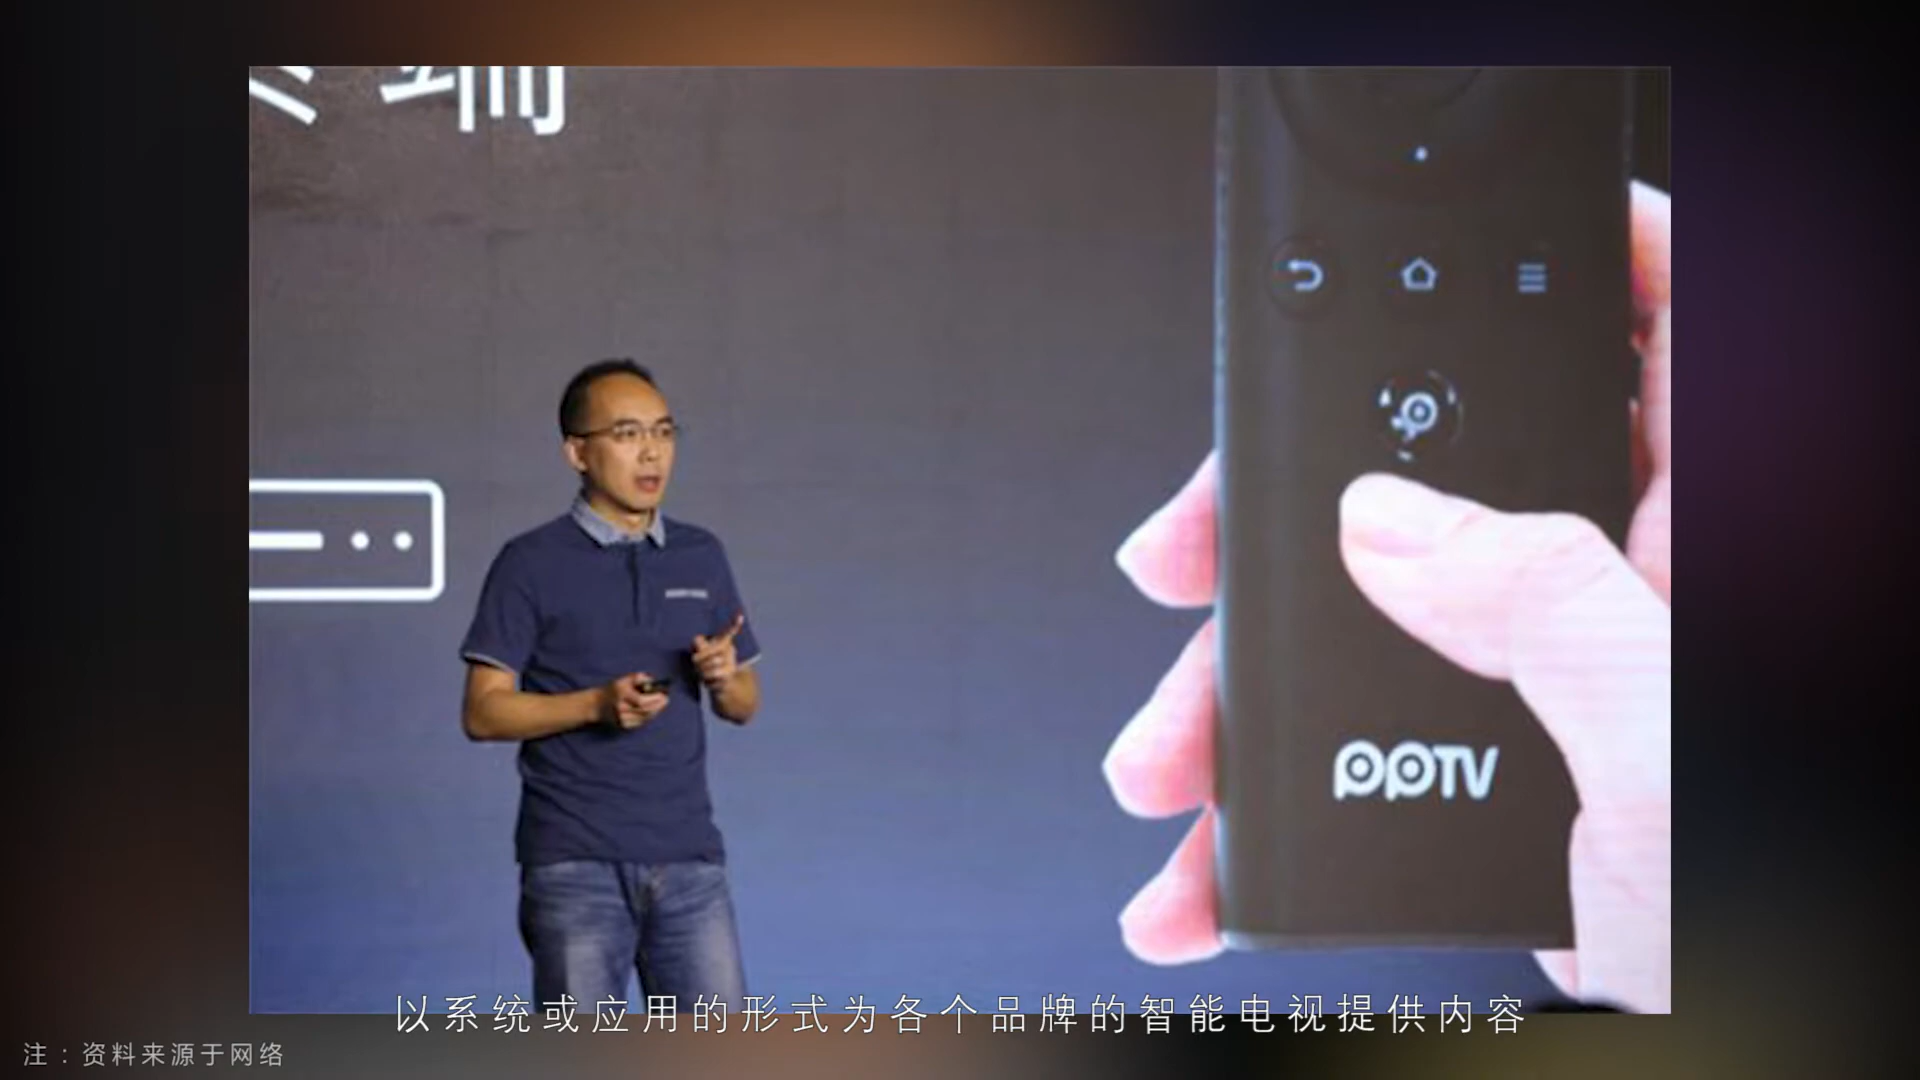 端
PPTV
以系统或应用的形式为各个品牌的智能电视提供内容
注：资料来源于网络